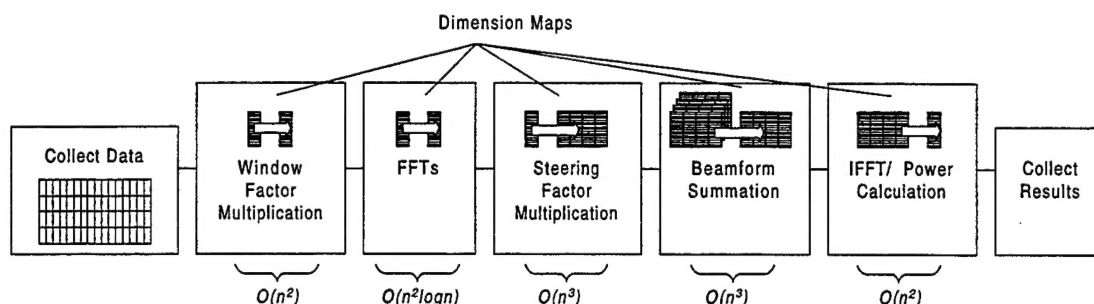 Dimension Maps
Collect Data
Window
Factor
Multiplication
FFTs
Steering
Factor
Multiplication
Beamform
Summation
IFFT/ Power
Calculation
Collect
Results
O(n²)
O(n²logn)
O(n³)
O(n³)
O(n²)